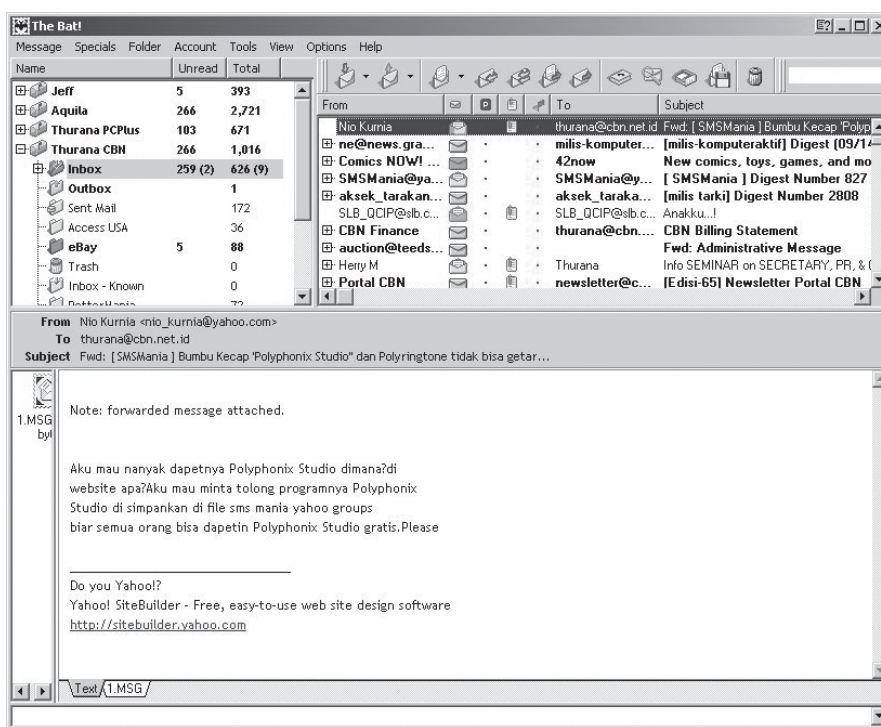 The Bat!
Message Specials Folder Account Tools View Options Help
Name Unread Total
Jeff 5 393
Aquila 266 2,721
Thurana PCPlus 103 671
Thurana CBN 266 1,016
Inbox 259 (2) 626 (9)
Outbox 1
Sent Mail 172
Access USA 36
eBay 5 88
Trash 0
Inbox - Known 0
PotterMania 72
From To Subject
Nio Kurnia thurana@cbn.net.id Fwd: [ SMSMania ] Bumbu Kecap 'Polyp
ne@news.gra... milis-komputer... [milis-komputeraktif] Digest (09/14
Comics NOW! ... 42now New comics, toys, games, and mo
SMSMania@ya... SMSMania@y... [ SMSMania ] Digest Number 827
aksek_tarakan... aksek_taraka... [milis tarki] Digest Number 2808
SLB_QCIP@slb.c... SLB_QCIP@slb.c... Anakku...!
CBN Finance thurana@cbn.... CBN Billing Statement
auction@teeds... Fwd: Administrative Message
Herry M Thurana Info SEMINAR on SECRETARY, PR, &
Portal CBN newsletter@c... [Edisi-65] Newsletter Portal CBN
From Nio Kurnia <nio_kurnia@yahoo.com>
To thurana@cbn.net.id
Subject Fwd: [ SMSMania ] Bumbu Kecap 'Polyphonix Studio" dan Polyringtone tidak bisa getar...
1.MSG
Note: forwarded message attached.
Aku mau nanyak dapetnya Polyphonix Studio dimana?di
website apa?Aku mau minta tolong programnya Polyphonix
Studio di simpankan di file sms mania yahoo groups
biar semua orang bisa dapetin Polyphonix Studio gratis.Please
Do you Yahoo!?
Yahoo! SiteBuilder - Free, easy-to-use web site design software
http://sitebuilder.yahoo.com
Text 1.MSG